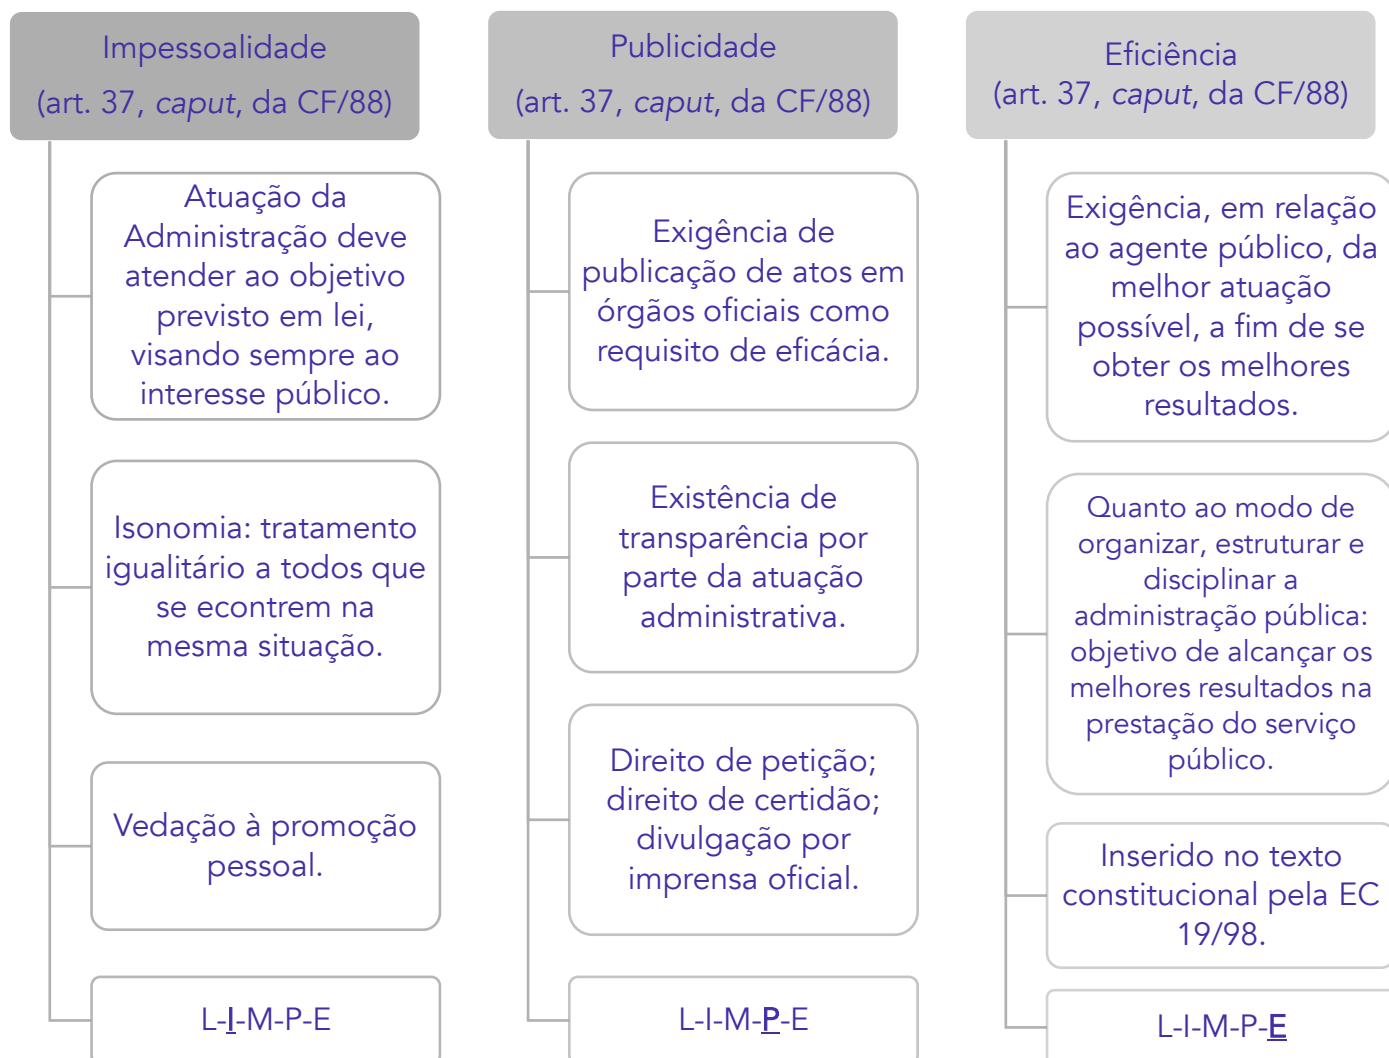 Impessoalidade
(art. 37, caput, da CF/88)
Atuação da
Administração deve
atender ao objetivo
previsto em lei,
visando sempre ao
interesse público.
Isonomia: tratamento
igualitário a todos que
se econtrem na
mesma situação.
Vedação à promoção
pessoal.
L-I-M-P-E
Publicidade
(art. 37, caput, da CF/88)
Exigência de
publicação de atos em
órgãos oficiais como
requisito de eficácia.
Existência de
transparência por
parte da atuação
administrativa.
Direito de petição;
direito de certidão;
divulgação por
imprensa oficial.
L-I-M-P-E
Eficiência
(art. 37, caput, da CF/88)
Exigência, em relação
ao agente público, da
melhor atuação
possível, a fim de se
obter os melhores
resultados.
Quanto ao modo de
organizar, estruturar e
disciplinar a
administração pública:
objetivo de alcançar os
melhores resultados na
prestação do serviço
público.
Inserido no texto
constitucional pela EC
19/98.
L-I-M-P-E